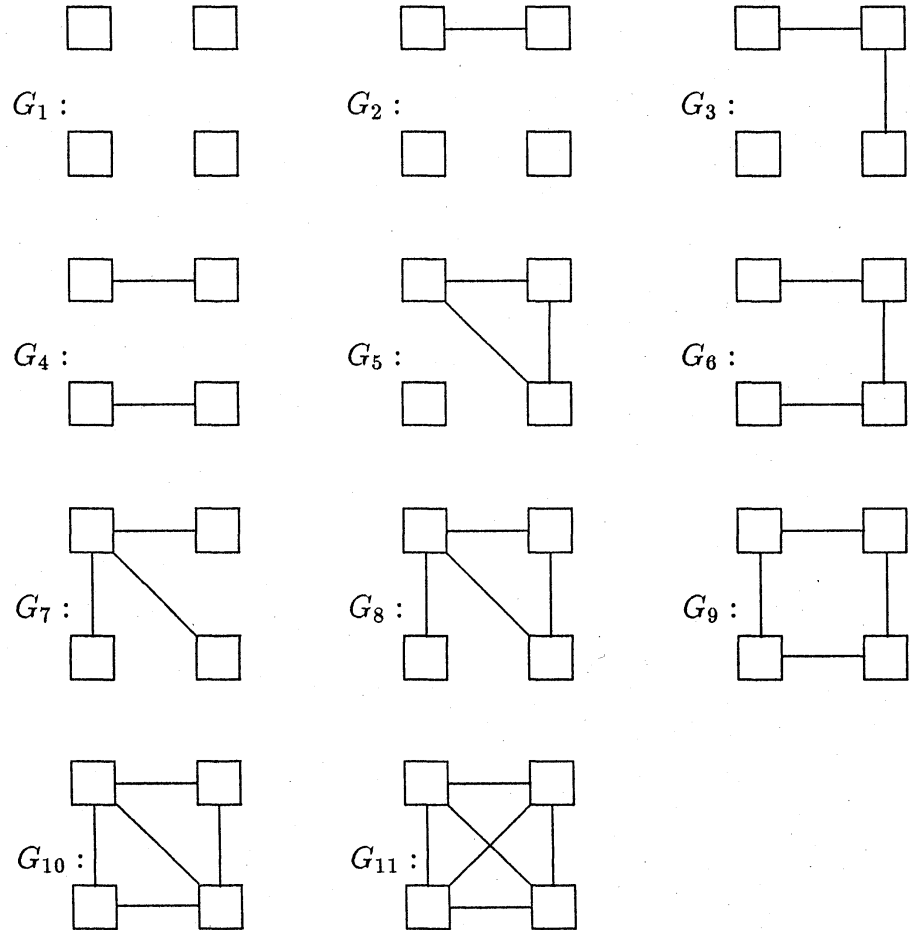 G₁ :
G₂ :
G₃ :
G₄ :
G₅ :
G₆ :
G₇ :
G₈ :
G₉ :
G₁₀ :
G₁₁ :